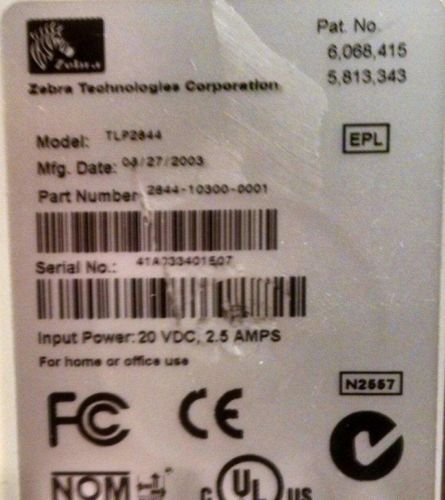 Zebra
Zebra Technologies Corporation
Pat. No.
6,068,415
5,813,343
Model: TLP2844
EPL
Mfg. Date: 08/27/2003
Part Number 2844-10300-0001
Serial No.: 41A033401507
Input Power: 20 VDC, 2.5 AMPS
For home or office use
N2557
FC
CE
NOM
c UL us